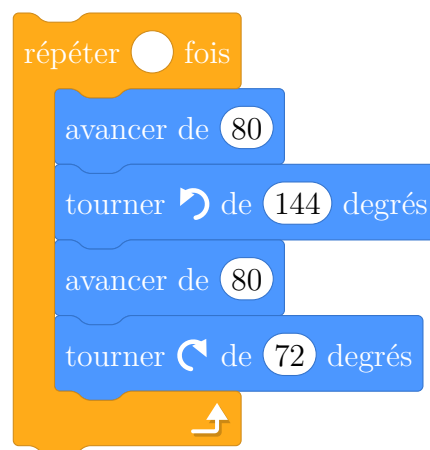 répéter fois
avancer de 80
tourner de 144 degrés
avancer de 80
tourner de 72 degrés